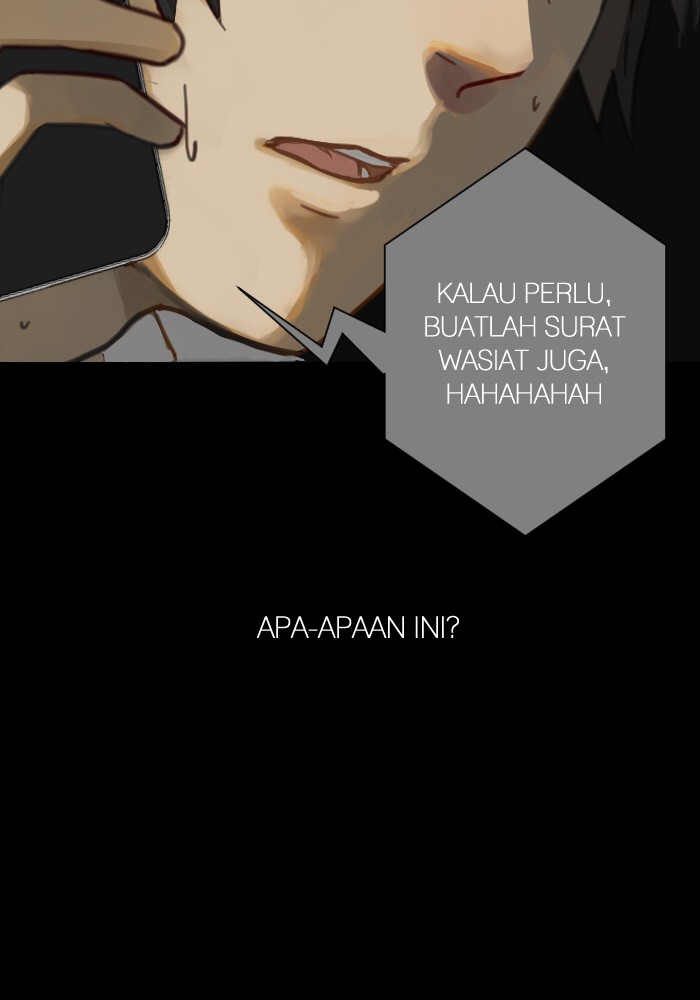 KALAU PERLU,
BUATLAH SURAT
WASIAT JUGA,
HAHAHAHAH
APA-APAAN INI?